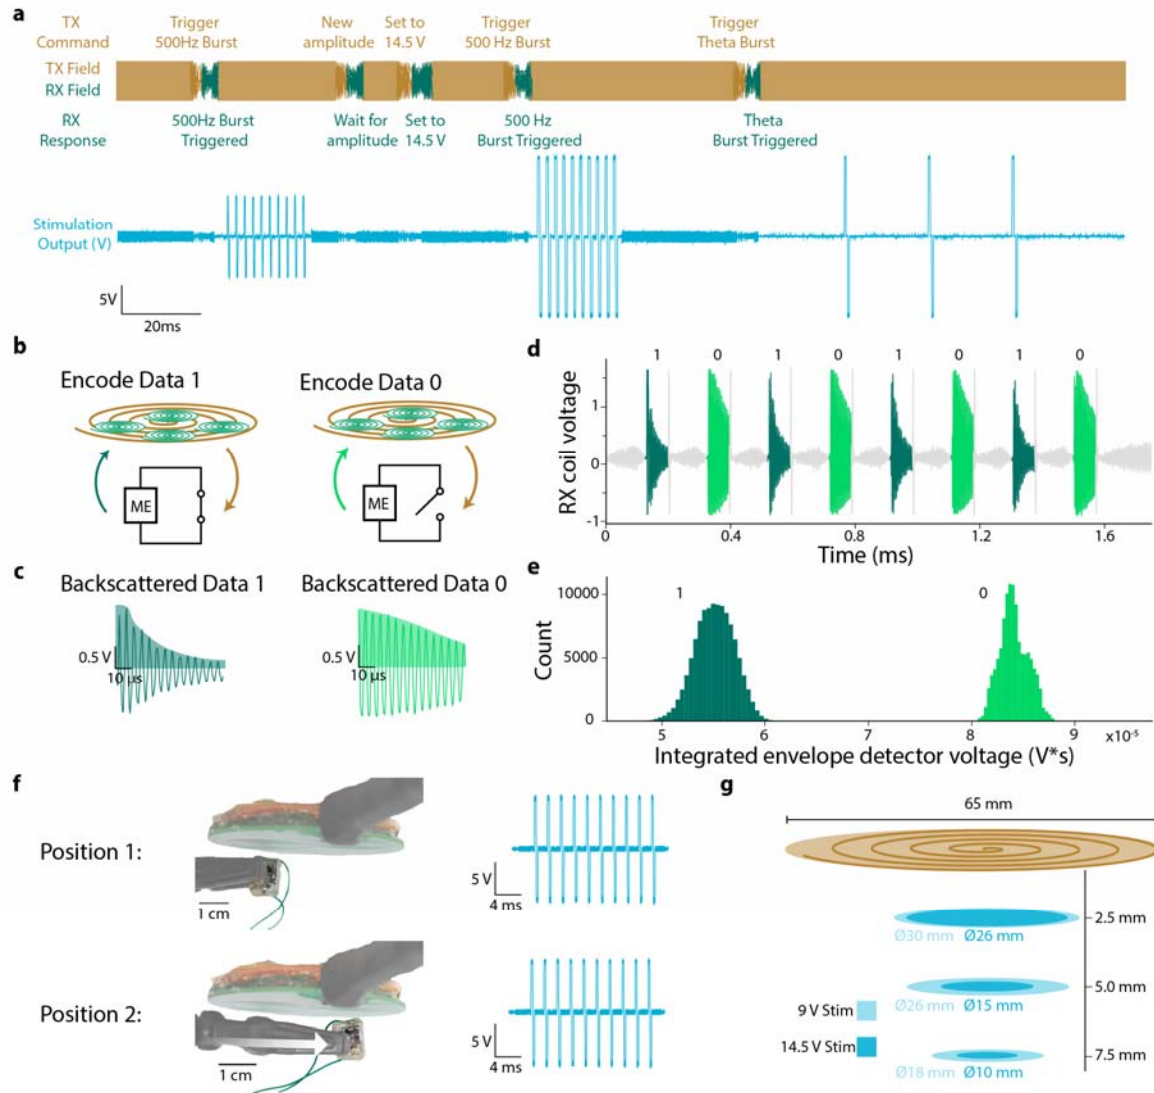 a
TX
Command
Trigger
500Hz Burst
New
amplitude
Set to
14.5 V
Trigger
500 Hz Burst
Trigger
Theta Burst
TX Field
RX Field
RX
Response
500Hz Burst
Triggered
Wait for
amplitude
Set to
14.5 V
500 Hz
Burst Triggered
Theta
Burst Triggered
Stimulation
Output (V)
5V
20ms
b
Encode Data 1
Encode Data 0
ME
ME
c
Backscattered Data 1
Backscattered Data 0
0.5 V
10 µs
0.5 V
10 µs
d
1 0 1 0 1 0 1 0
RX coil voltage
1
0
-1
0 0.4 0.8 1.2 1.6
Time (ms)
e
1 0
Count
10000
5000
0
5 6 7 8 9 x10⁻⁵
Integrated envelope detector voltage (V*s)
f
Position 1:
1 cm
5 V
4 ms
Position 2:
1 cm
5 V
4 ms
g
65 mm
2.5 mm
Ø30 mm Ø26 mm
5.0 mm
Ø26 mm Ø15 mm
9 V Stim
14.5 V Stim
7.5 mm
Ø18 mm Ø10 mm